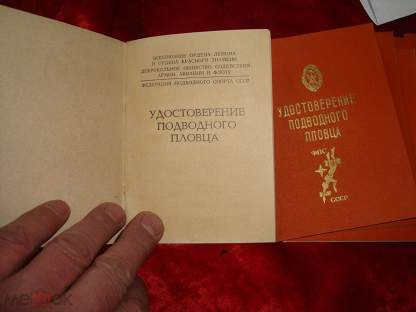 ВСЕСОЮЗНОЕ ОРДЕНА ЛЕНИНА
И ОРДЕНА КРАСНОГО ЗНАМЕНИ
ДОБРОВОЛЬНОЕ ОБЩЕСТВО СОДЕЙСТВИЯ
АРМИИ, АВИАЦИИ И ФЛОТУ
ФЕДЕРАЦИЯ ПОДВОДНОГО СПОРТА СССР
УДОСТОВЕРЕНИЕ
ПОДВОДНОГО
ПЛОВЦА
УДОСТОВЕРЕНИЕ
ПОДВОДНОГО
ПЛОВЦА
ФПС
СССР
Мешок